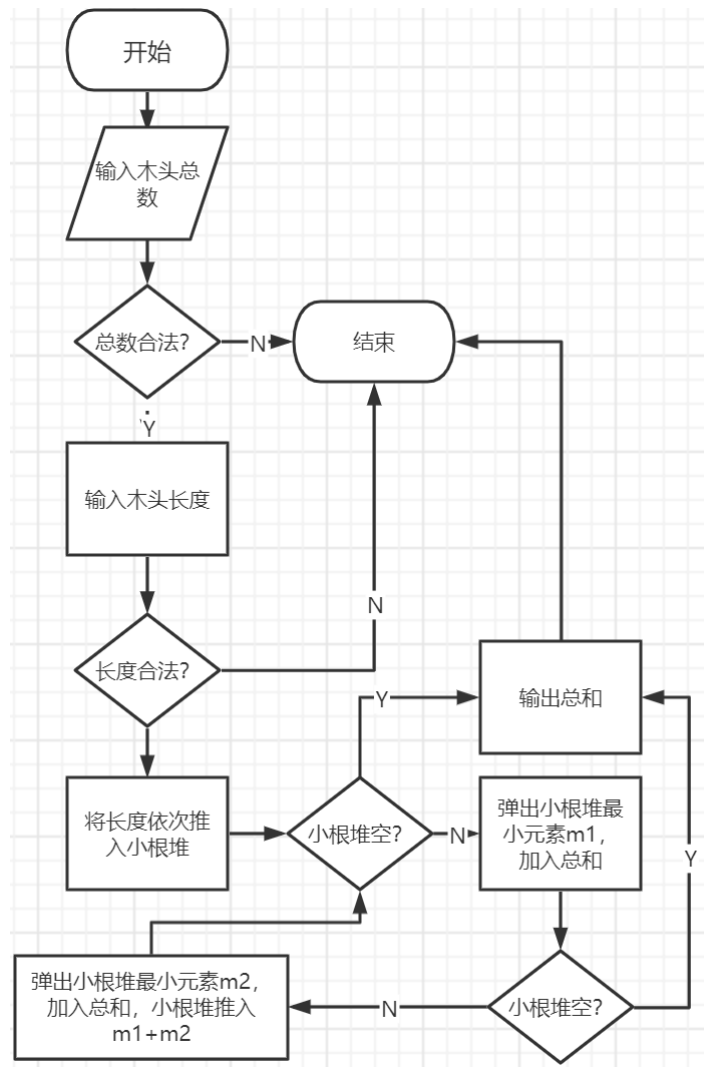 开始
输入木头总
数
总数合法?
N
结束
Y
输入木头长度
N
长度合法?
Y
输出总和
将长度依次推
入小根堆
小根堆空?
N
弹出小根堆最
小元素m1,
加入总和
Y
弹出小根堆最小元素m2,
加入总和,小根堆推入
m1+m2
N
小根堆空?